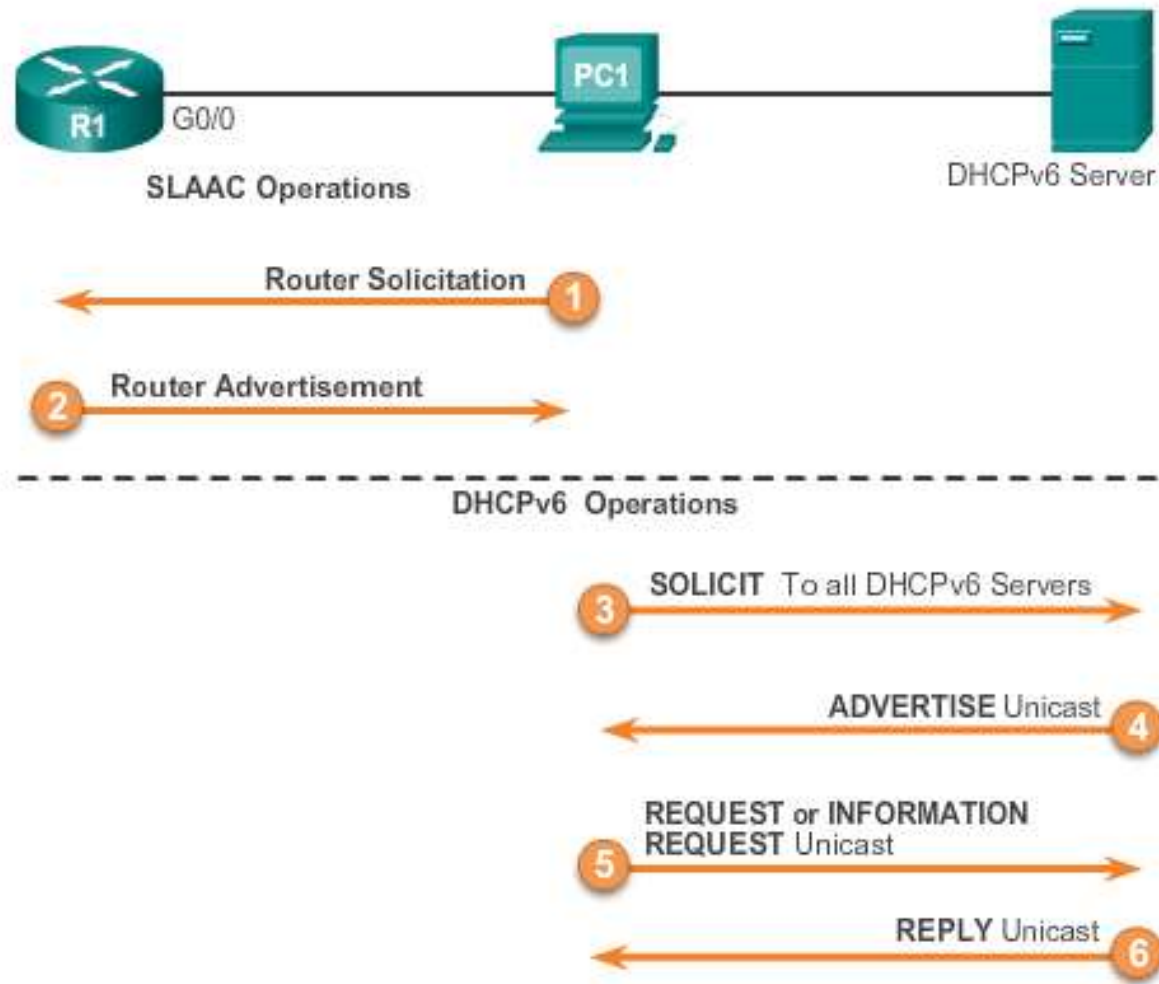 R1
G0/0
PC1
DHCPv6 Server
SLAAC Operations
Router Solicitation
1
2
Router Advertisement
DHCPv6 Operations
3
SOLICIT To all DHCPv6 Servers
ADVERTISE Unicast
4
REQUEST or INFORMATION
REQUEST Unicast
5
REPLY Unicast
6